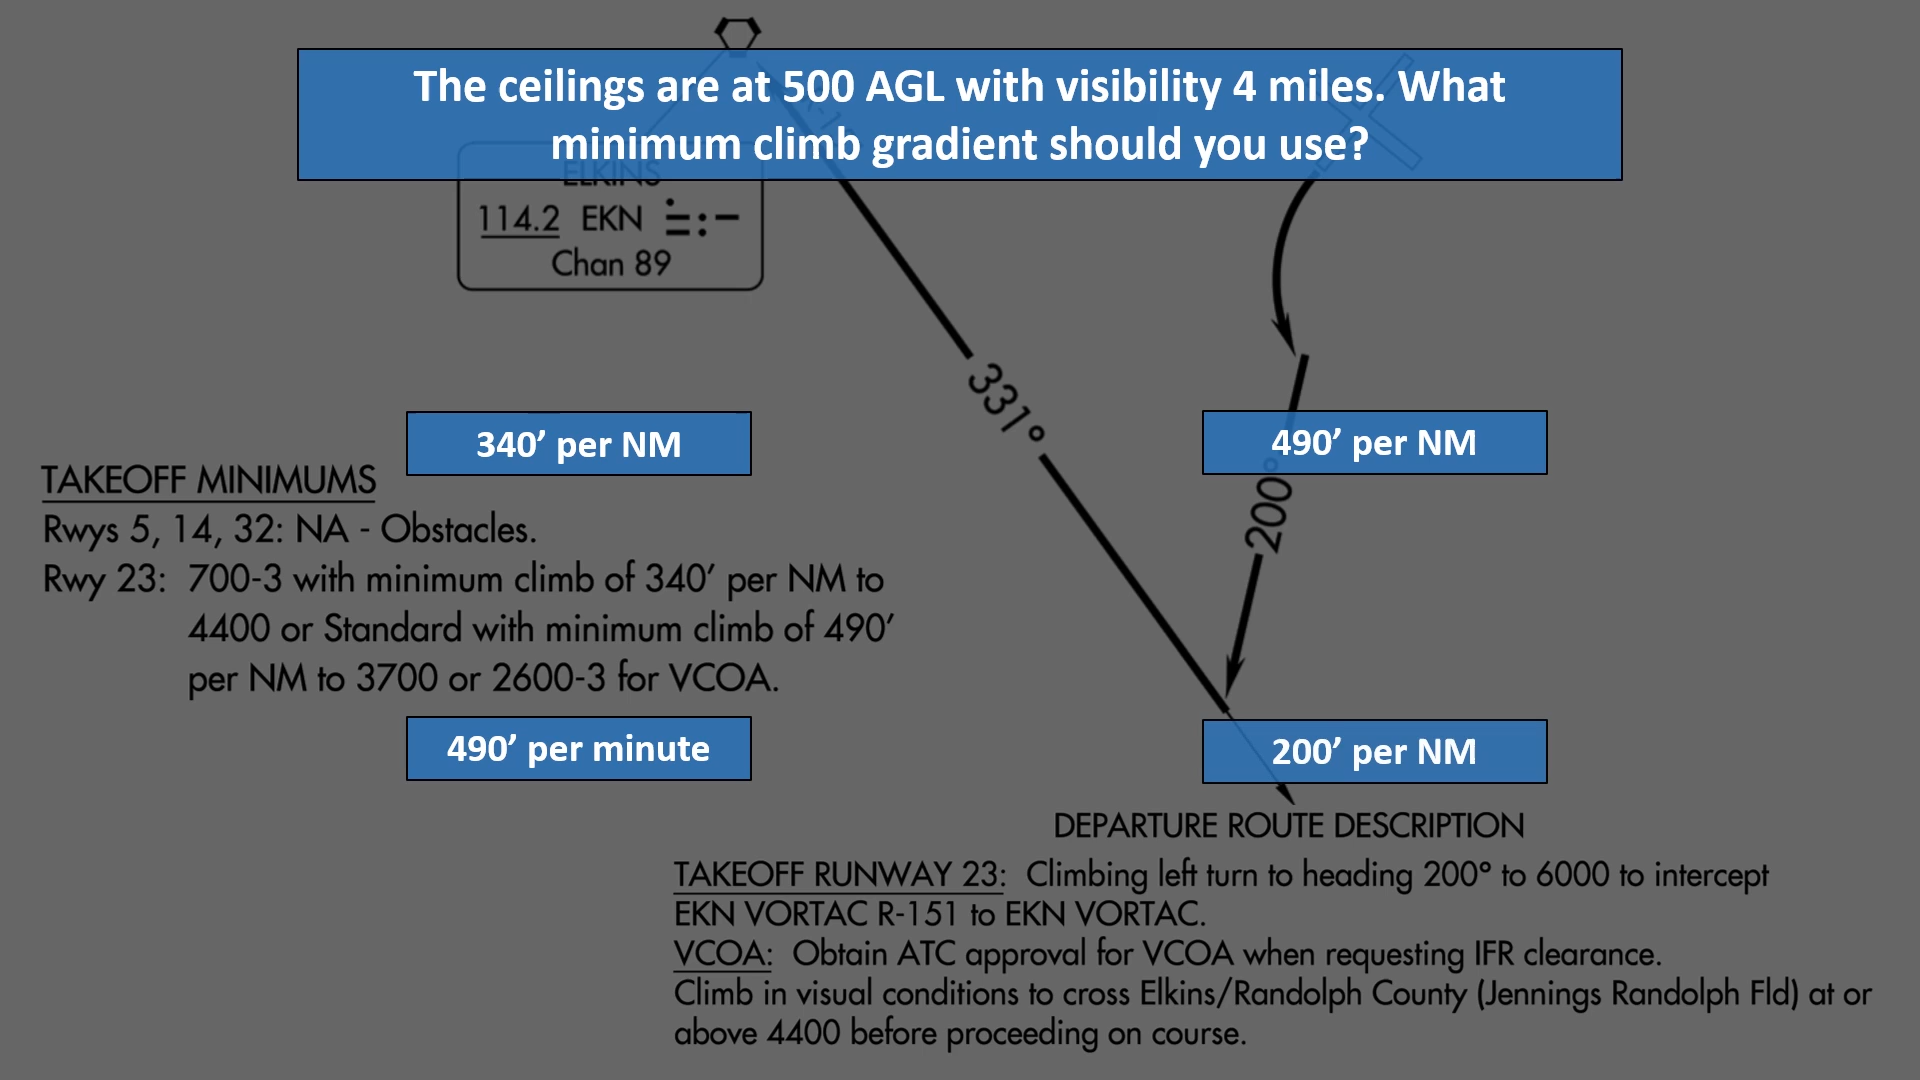 The ceilings are at 500 AGL with visibility 4 miles. What
minimum climb gradient should you use?
ELKINS
114.2 EKN
Chan 89
331°
200°
340’ per NM
490’ per NM
TAKEOFF MINIMUMS
Rwys 5, 14, 32: NA - Obstacles.
Rwy 23: 700-3 with minimum climb of 340’ per NM to
4400 or Standard with minimum climb of 490’
per NM to 3700 or 2600-3 for VCOA.
490’ per minute
200’ per NM
DEPARTURE ROUTE DESCRIPTION
TAKEOFF RUNWAY 23: Climbing left turn to heading 200° to 6000 to intercept
EKN VORTAC R-151 to EKN VORTAC.
VCOA: Obtain ATC approval for VCOA when requesting IFR clearance.
Climb in visual conditions to cross Elkins/Randolph County (Jennings Randolph Fld) at or
above 4400 before proceeding on course.